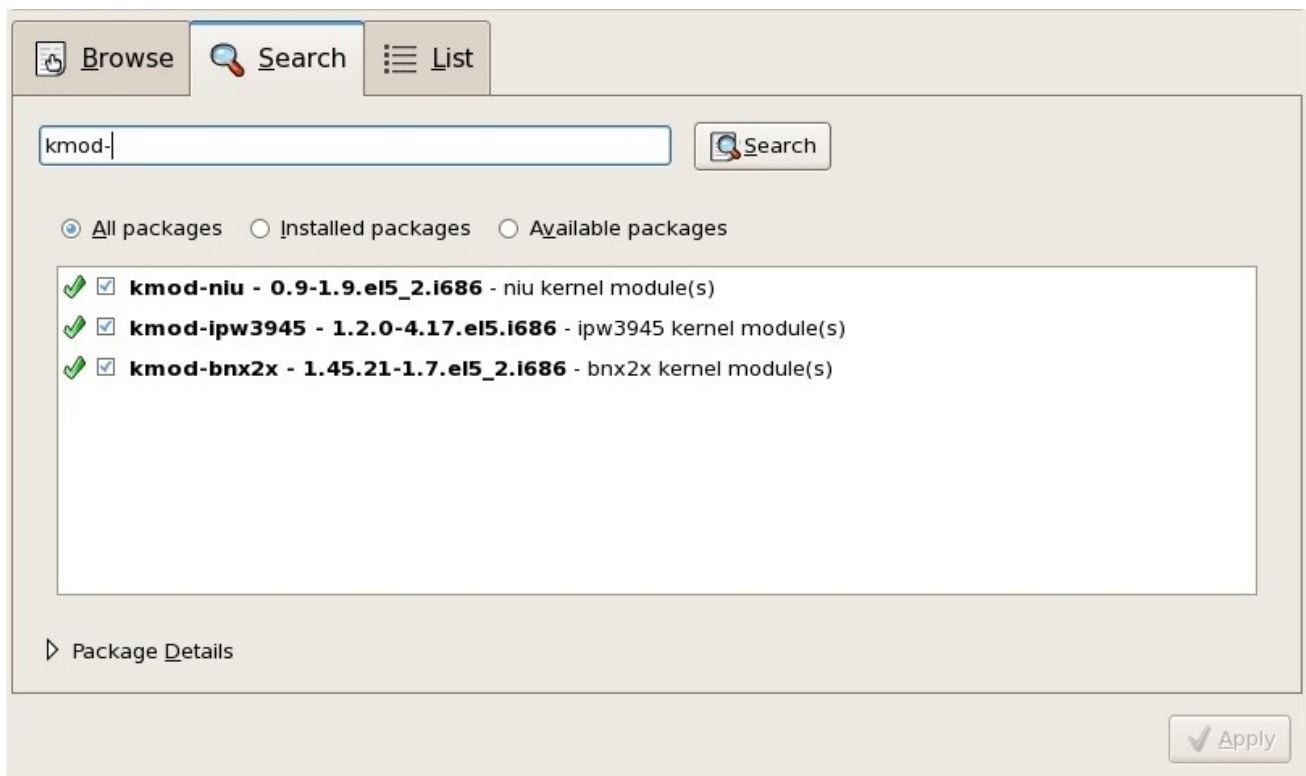 Browse Search List
kmod-
Search
All packages Installed packages Available packages
kmod-niu - 0.9-1.9.el5_2.i686 - niu kernel module(s)
kmod-ipw3945 - 1.2.0-4.17.el5.i686 - ipw3945 kernel module(s)
kmod-bnx2x - 1.45.21-1.7.el5_2.i686 - bnx2x kernel module(s)
Package Details
Apply